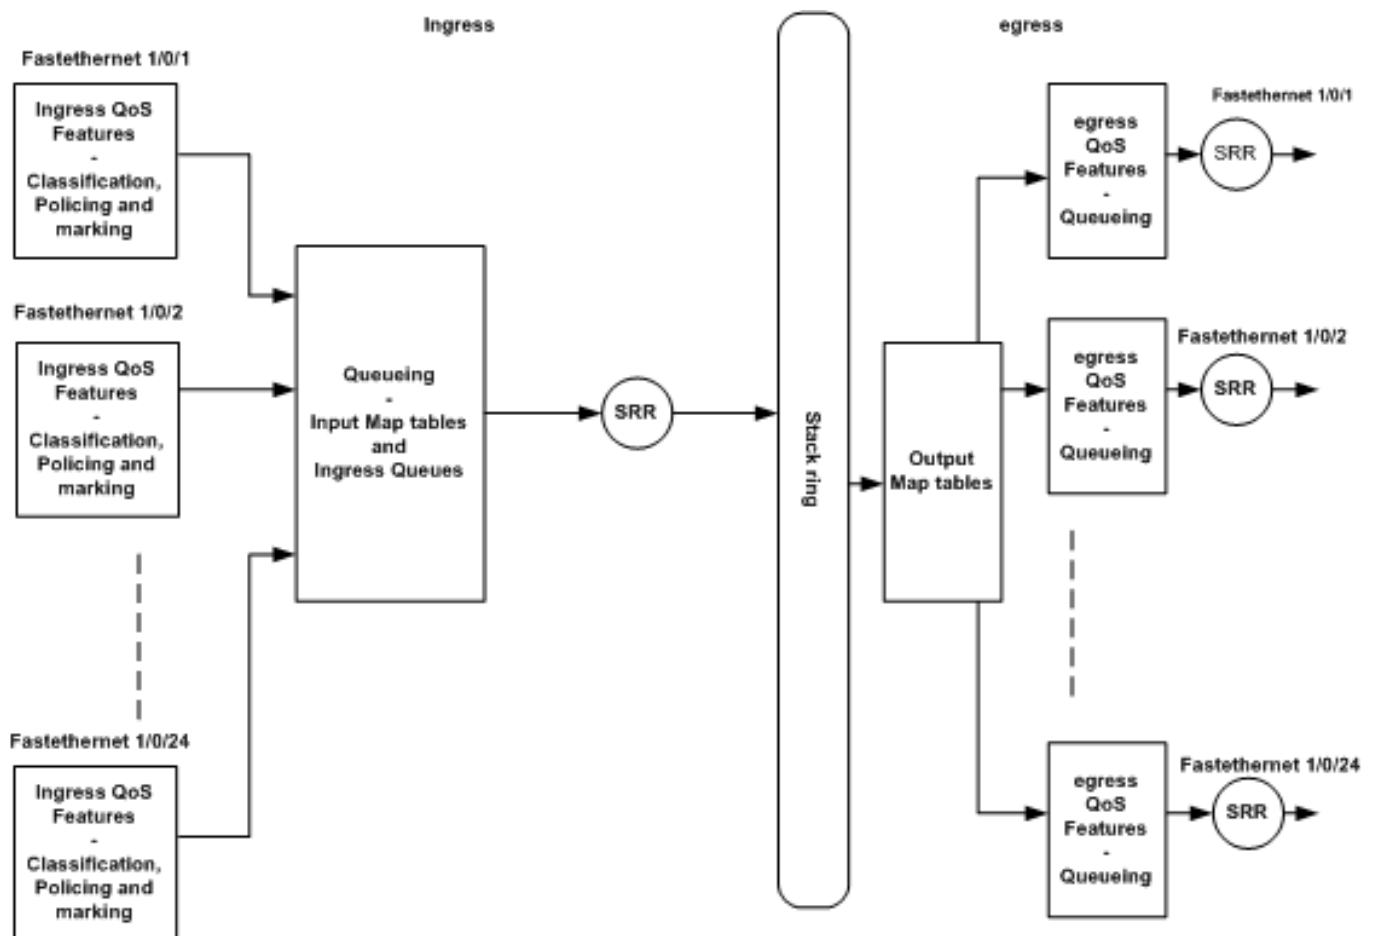 Ingress
egress
Fastethernet 1/0/1
Ingress QoS
Features
-
Classification,
Policing and
marking
Fastethernet 1/0/2
Ingress QoS
Features
-
Classification,
Policing and
marking
Fastethernet 1/0/24
Ingress QoS
Features
-
Classification,
Policing and
marking
Queueing
-
Input Map tables
and
Ingress Queues
SRR
Stack ring
Output
Map tables
egress
QoS
Features
-
Queueing
Fastethernet 1/0/1
SRR
egress
QoS
Features
-
Queueing
Fastethernet 1/0/2
SRR
egress
QoS
Features
-
Queueing
Fastethernet 1/0/24
SRR